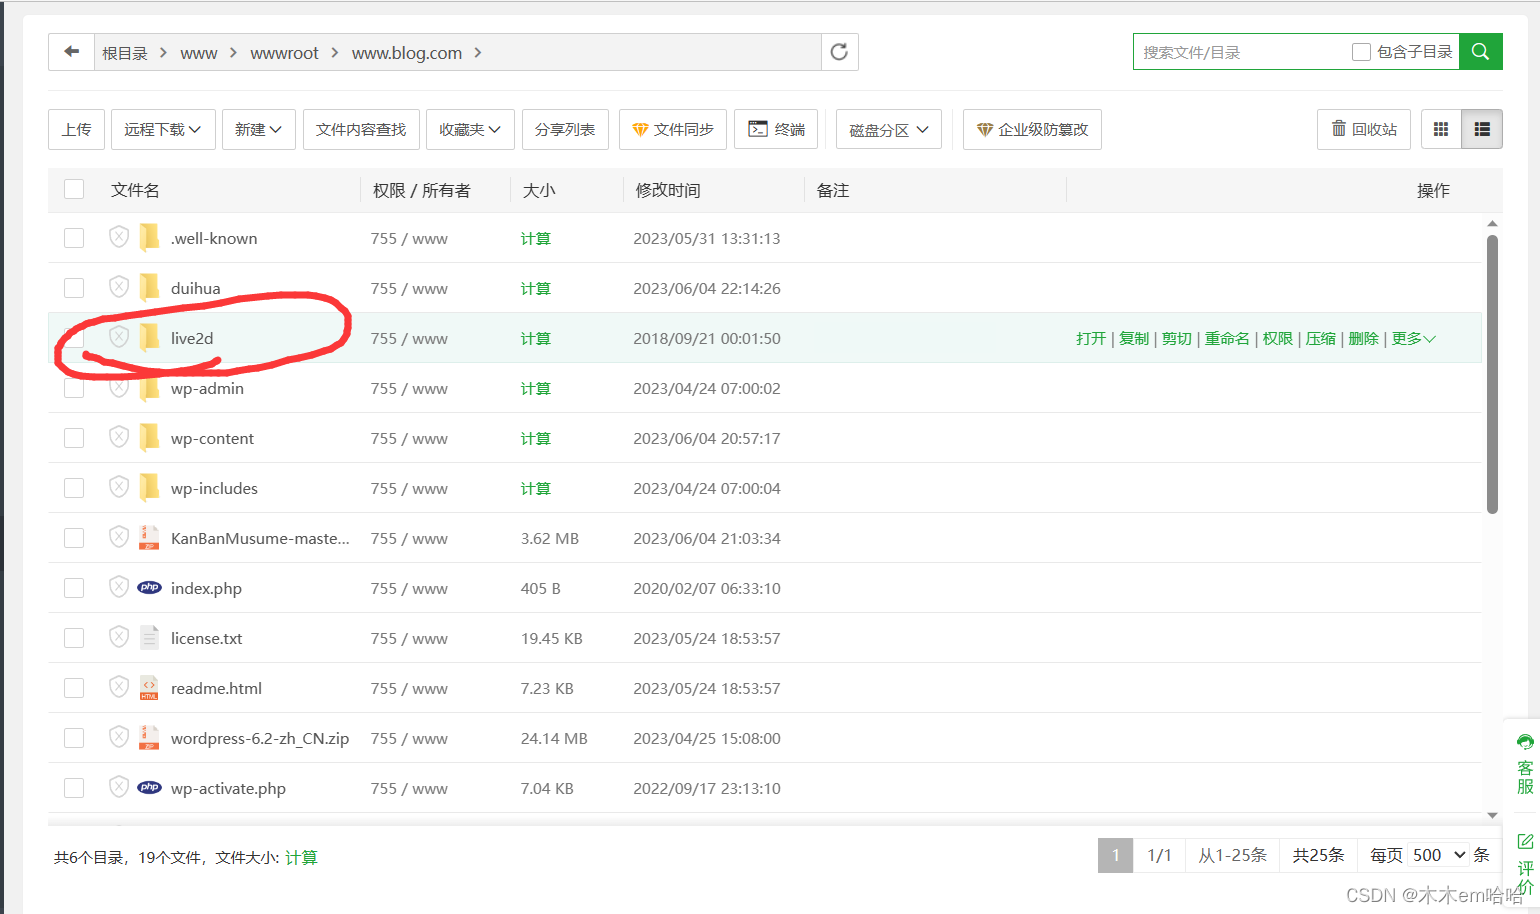 根目录 > www > wwwroot > www.blog.com >
搜索文件/目录 包含子目录
上传 远程下载 新建 文件内容查找 收藏夹 分享列表 文件同步 终端 磁盘分区 企业级防篡改 回收站
文件名 权限 / 所有者 大小 修改时间 备注 操作
.well-known 755 / www 计算 2023/05/31 13:31:13
duihua 755 / www 计算 2023/06/04 22:14:26
live2d 755 / www 计算 2018/09/21 00:01:50 打开 | 复制 | 剪切 | 重命名 | 权限 | 压缩 | 删除 | 更多
wp-admin 755 / www 计算 2023/04/24 07:00:02
wp-content 755 / www 计算 2023/06/04 20:57:17
wp-includes 755 / www 计算 2023/04/24 07:00:04
KanBanMusume-maste... 755 / www 3.62 MB 2023/06/04 21:03:34
index.php 755 / www 405 B 2020/02/07 06:33:10
license.txt 755 / www 19.45 KB 2023/05/24 18:53:57
readme.html 755 / www 7.23 KB 2023/05/24 18:53:57
wordpress-6.2-zh_CN.zip 755 / www 24.14 MB 2023/04/25 15:08:00
wp-activate.php 755 / www 7.04 KB 2022/09/17 23:13:10
客服
评价
共6个目录，19个文件，文件大小: 计算
1 1/1 从1-25条 共25条 每页 500 条
CSDN @木木em哈哈